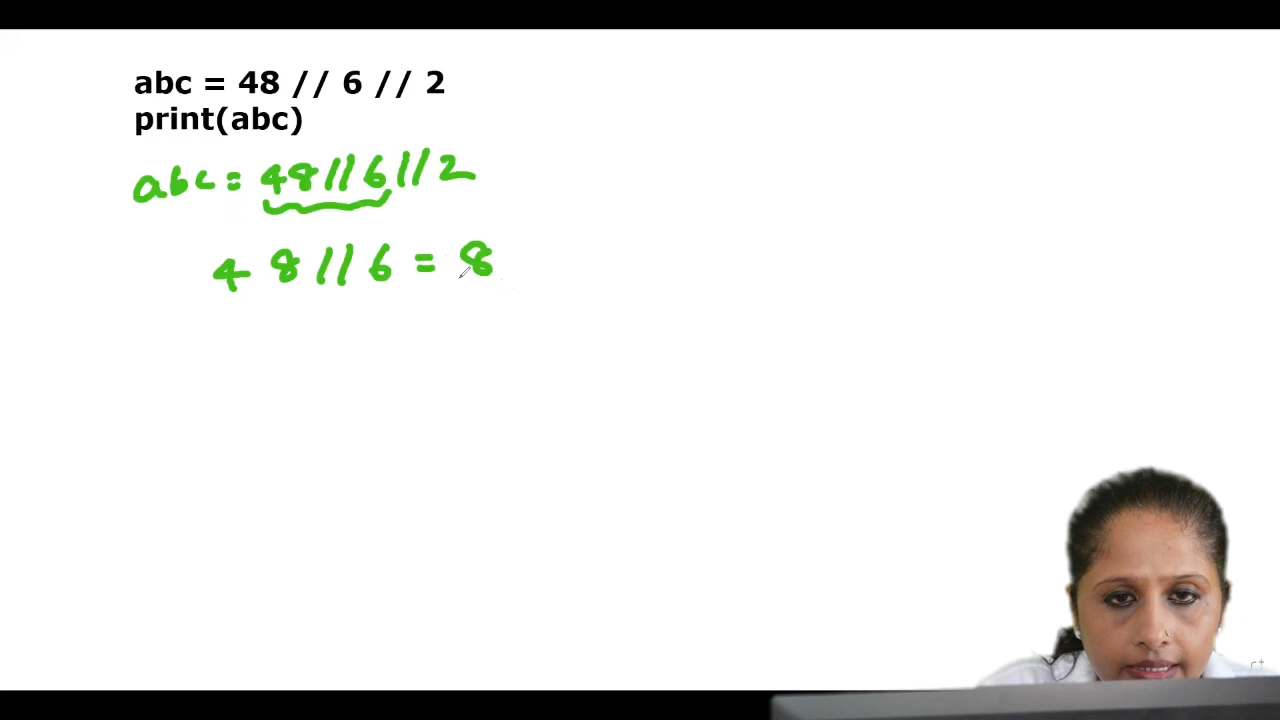 abc = 48 // 6 // 2
print(abc)
abc = 48//6//2
48//6 = 8